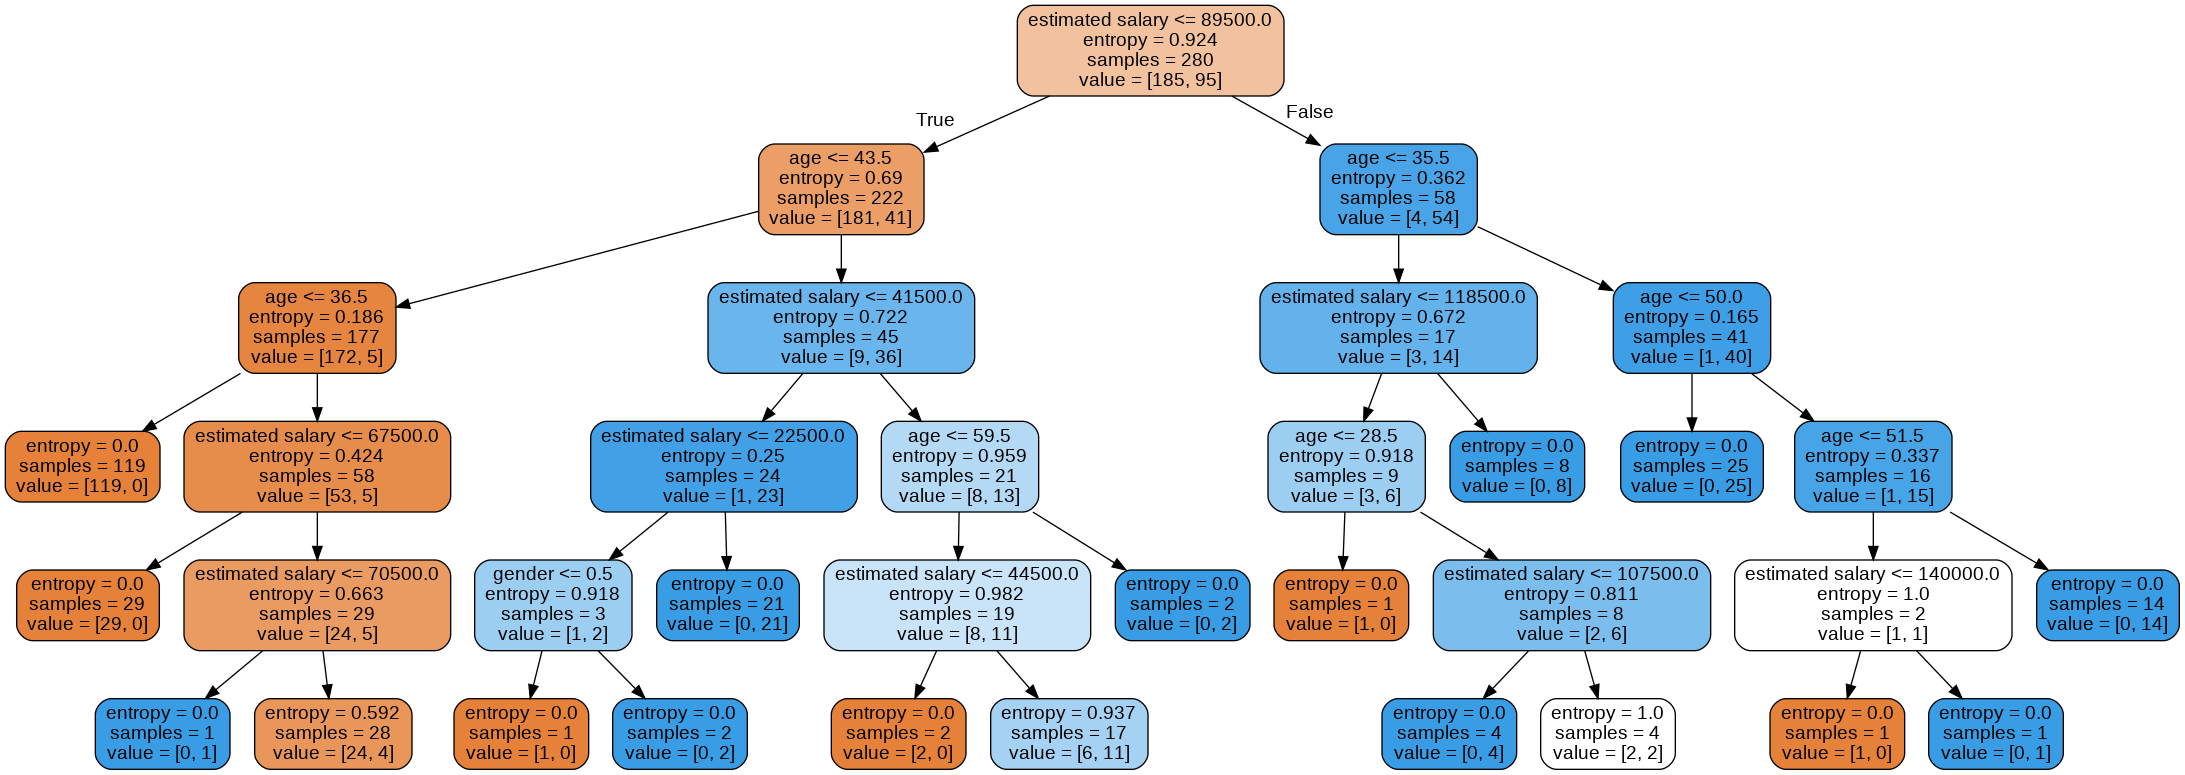 estimated salary <= 89500.0
entropy = 0.924
samples = 280
value = [185, 95]
True
False
age <= 43.5
entropy = 0.69
samples = 222
value = [181, 41]
age <= 35.5
entropy = 0.362
samples = 58
value = [4, 54]
age <= 36.5
entropy = 0.186
samples = 177
value = [172, 5]
estimated salary <= 41500.0
entropy = 0.722
samples = 45
value = [9, 36]
estimated salary <= 118500.0
entropy = 0.672
samples = 17
value = [3, 14]
age <= 50.0
entropy = 0.165
samples = 41
value = [1, 40]
entropy = 0.0
samples = 119
value = [119, 0]
estimated salary <= 67500.0
entropy = 0.424
samples = 58
value = [53, 5]
estimated salary <= 22500.0
entropy = 0.25
samples = 24
value = [1, 23]
age <= 59.5
entropy = 0.959
samples = 21
value = [8, 13]
age <= 28.5
entropy = 0.918
samples = 9
value = [3, 6]
entropy = 0.0
samples = 8
value = [0, 8]
entropy = 0.0
samples = 25
value = [0, 25]
age <= 51.5
entropy = 0.337
samples = 16
value = [1, 15]
entropy = 0.0
samples = 29
value = [29, 0]
estimated salary <= 70500.0
entropy = 0.663
samples = 29
value = [24, 5]
gender <= 0.5
entropy = 0.918
samples = 3
value = [1, 2]
entropy = 0.0
samples = 21
value = [0, 21]
estimated salary <= 44500.0
entropy = 0.982
samples = 19
value = [8, 11]
entropy = 0.0
samples = 2
value = [0, 2]
entropy = 0.0
samples = 1
value = [1, 0]
estimated salary <= 107500.0
entropy = 0.811
samples = 8
value = [2, 6]
estimated salary <= 140000.0
entropy = 1.0
samples = 2
value = [1, 1]
entropy = 0.0
samples = 14
value = [0, 14]
entropy = 0.0
samples = 1
value = [0, 1]
entropy = 0.592
samples = 28
value = [24, 4]
entropy = 0.0
samples = 1
value = [1, 0]
entropy = 0.0
samples = 2
value = [0, 2]
entropy = 0.0
samples = 2
value = [2, 0]
entropy = 0.937
samples = 17
value = [6, 11]
entropy = 0.0
samples = 4
value = [0, 4]
entropy = 1.0
samples = 4
value = [2, 2]
entropy = 0.0
samples = 1
value = [1, 0]
entropy = 0.0
samples = 1
value = [0, 1]